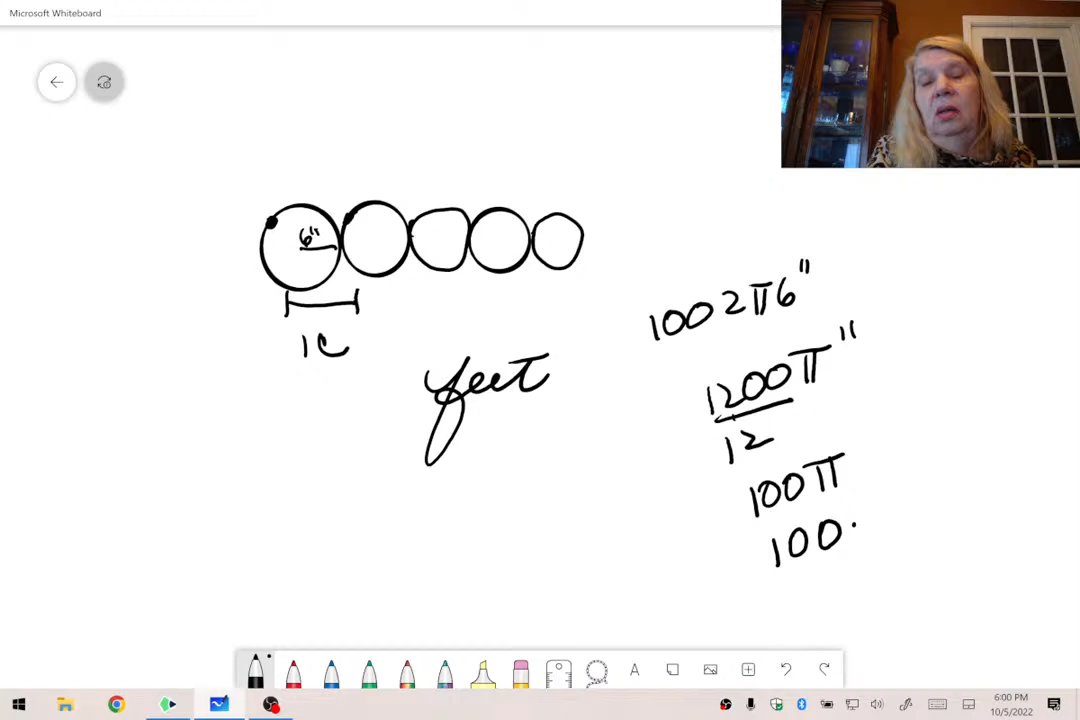 Microsoft Whiteboard
6"
1C
feet
100 2π6"
1200π"
12
100π
100.
A
6:00 PM
10/5/2022